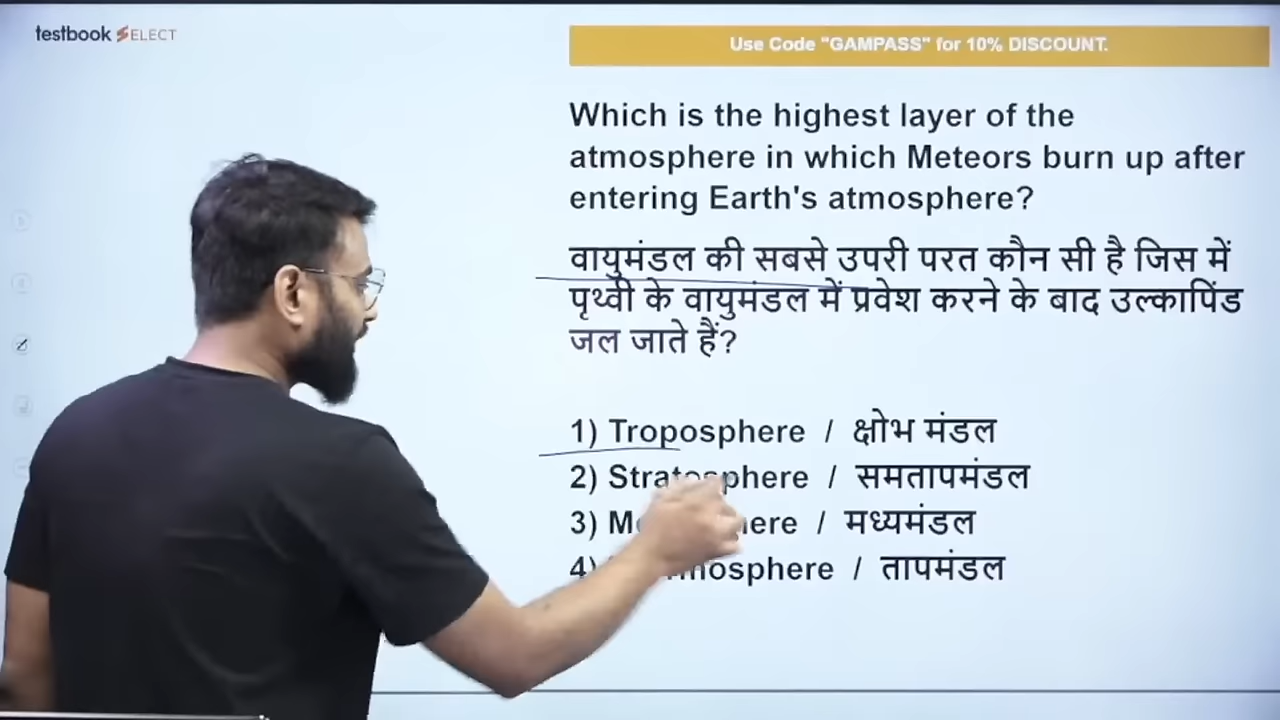 testbook SELECT
Use Code "GAMPASS" for 10% DISCOUNT.
Which is the highest layer of the
atmosphere in which Meteors burn up after
entering Earth's atmosphere?
वायुमंडल की सबसे उपरी परत कौन सी है जिस में
पृथ्वी के वायुमंडल में प्रवेश करने के बाद उल्कापिंड
जल जाते हैं?
1) Troposphere / क्षोभ मंडल
2) Stratosphere / समतापमंडल
3) / मध्यमंडल
4) / तापमंडल